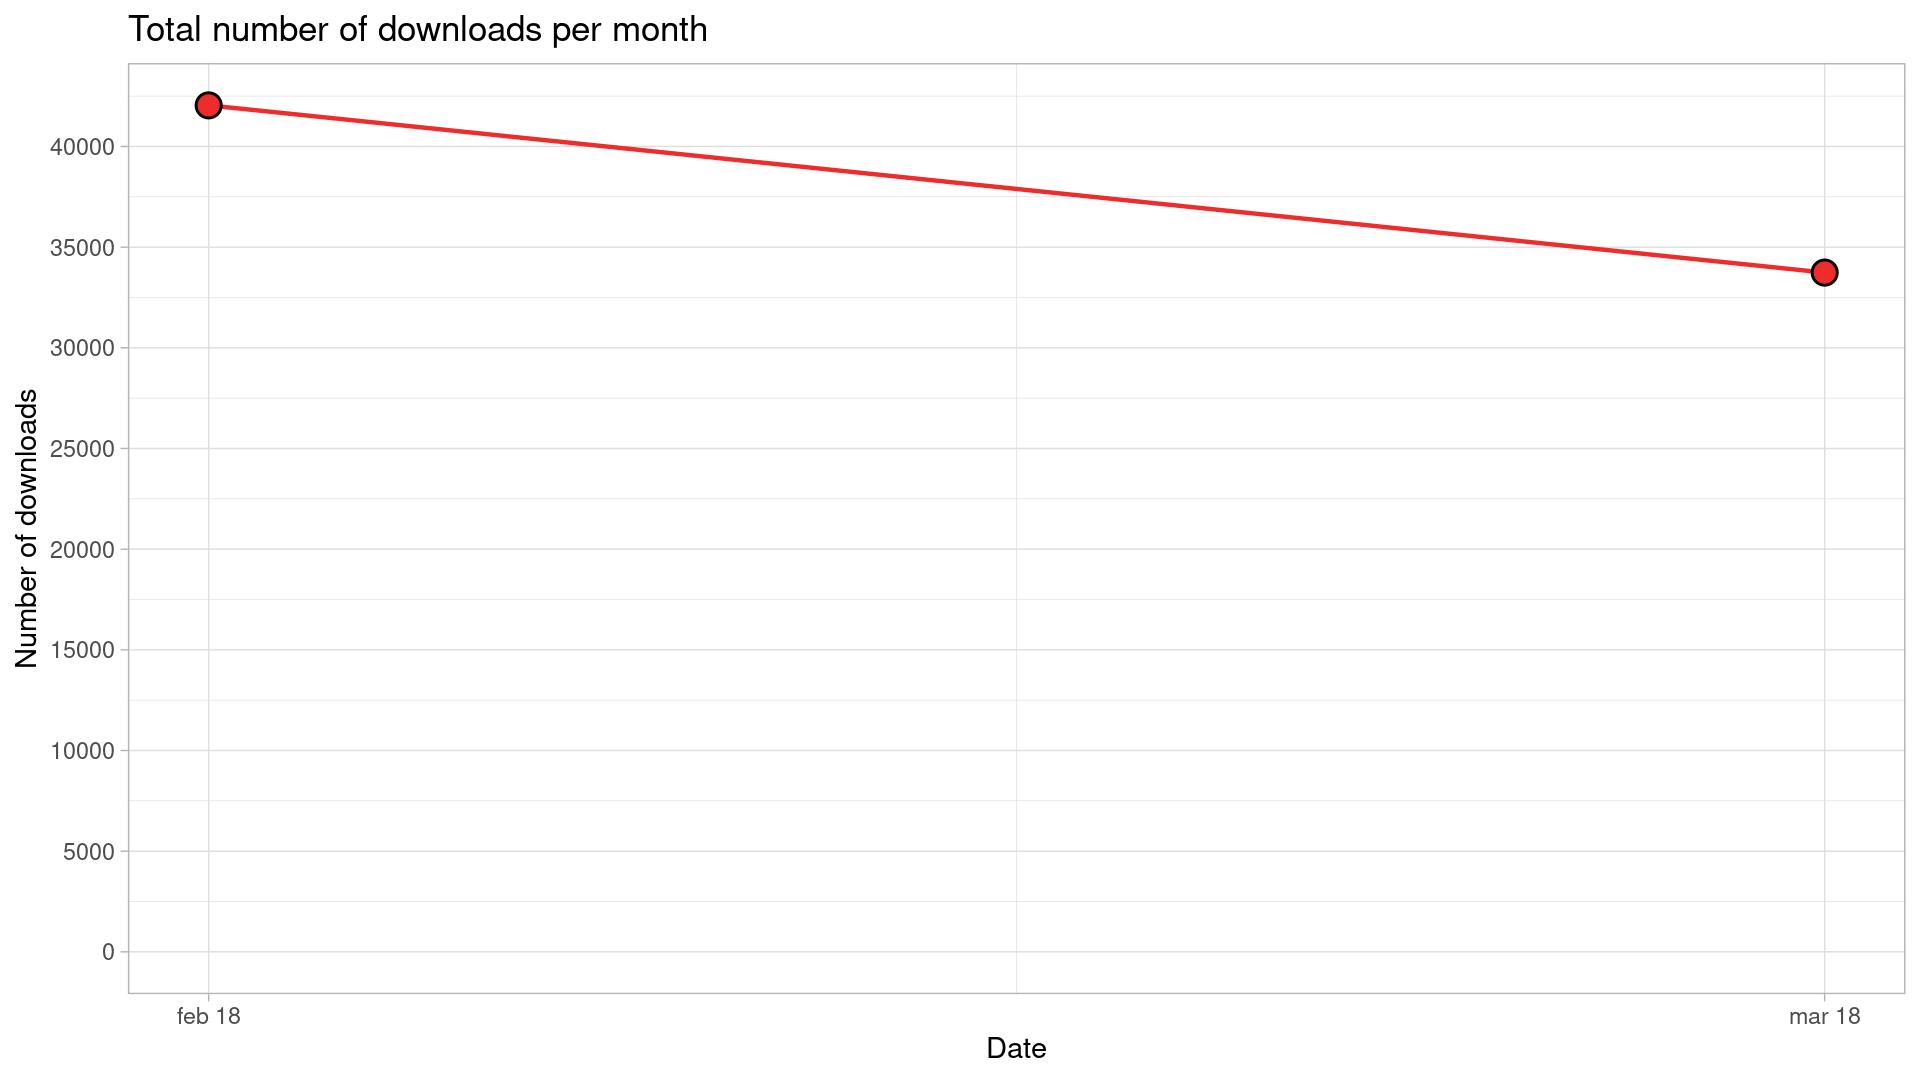 Total number of downloads per month
Number of downloads
40000
35000
30000
25000
20000
15000
10000
5000
0
feb 18
mar 18
Date